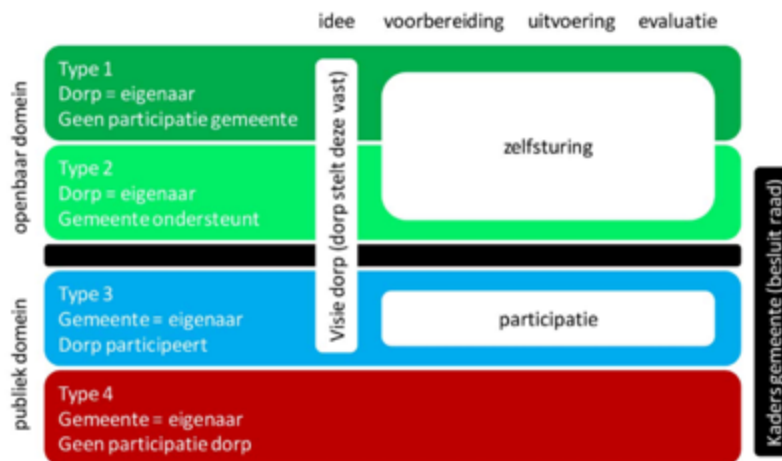 idee voorbereiding uitvoering evaluatie
openbaar domein
Type 1
Dorp = eigenaar
Geen participatie gemeente
Type 2
Dorp = eigenaar
Gemeente ondersteunt
Visie dorp (dorp stelt deze vast)
zelfsturing
publiek domein
Type 3
Gemeente = eigenaar
Dorp participeert
participatie
Type 4
Gemeente = eigenaar
Geen participatie dorp
Kaders gemeente (besluit raad)